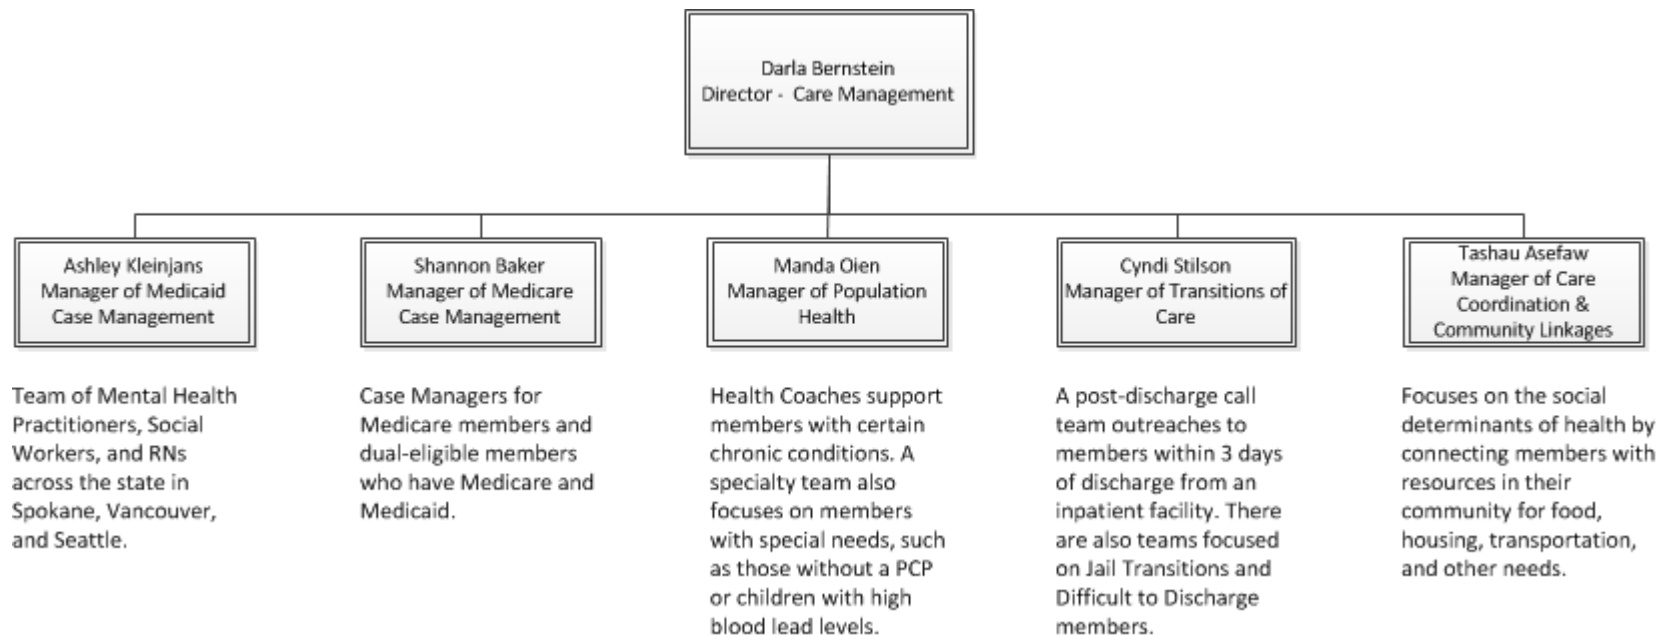 Darla Bernstein
Director -  Care Management
Ashley Kleinjans
Manager of Medicaid
Case Management
Shannon Baker
Manager of Medicare
Case Management
Manda Oien
Manager of Population
Health
Cyndi Stilson
Manager of Transitions of
Care
Tashau Asefaw
Manager of Care
Coordination &
Community Linkages
Team of Mental Health
Practitioners, Social
Workers, and RNs
across the state in
Spokane, Vancouver,
and Seattle.
Case Managers for
Medicare members and
dual-eligible members
who have Medicare and
Medicaid.
Health Coaches support
members with certain
chronic conditions. A
specialty team also
focuses on members
with special needs, such
as those without a PCP
or children with high
blood lead levels.
A post-discharge call
team outreaches to
members within 3 days
of discharge from an
inpatient facility. There
are also teams focused
on Jail Transitions and
Difficult to Discharge
members.
Focuses on the social
determinants of health by
connecting members with
resources in their
community for food,
housing, transportation,
and other needs.